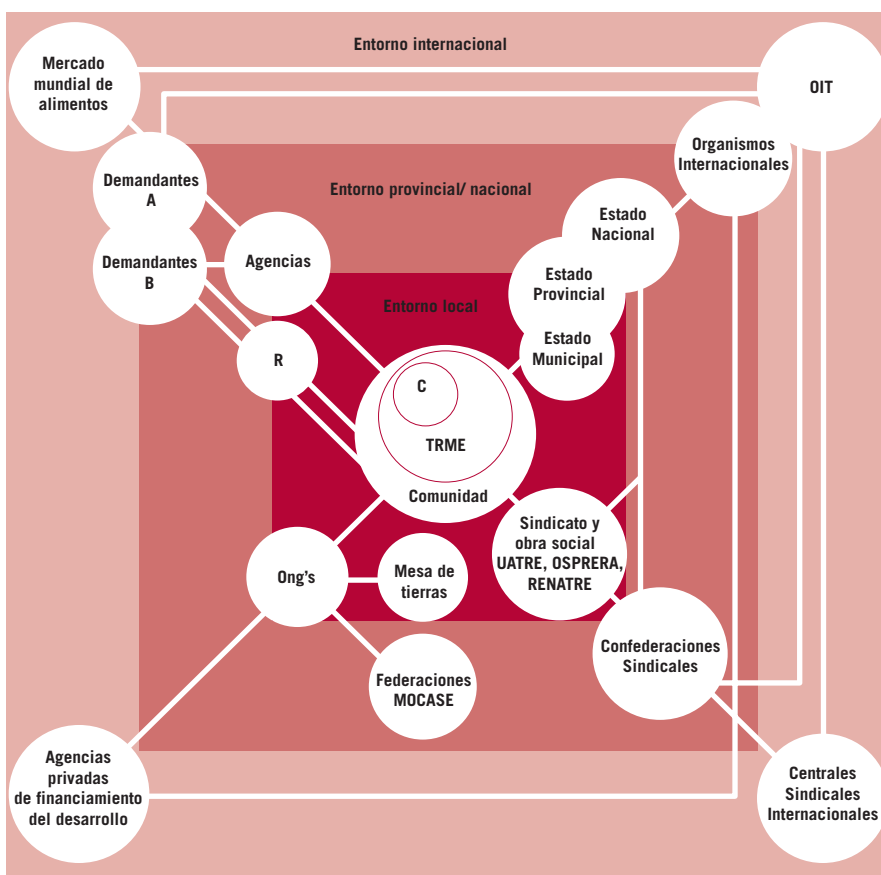 Entorno internacional
Mercado
mundial de
alimentos
OIT
Organismos
Internacionales
Demandantes
A
Entorno provincial/ nacional
Estado
Nacional
Demandantes
B
Agencias
Estado
Provincial
Entorno local
Estado
Municipal
R
C
TRME
Comunidad
Sindicato y
obra social
UATRE, OSPRERA,
RENATRE
Ong's
Mesa de
tierras
Confederaciones
Sindicales
Federaciones
MOCASE
Agencias
privadas
de financiamiento
del desarrollo
Centrales
Sindicales
Internacionales